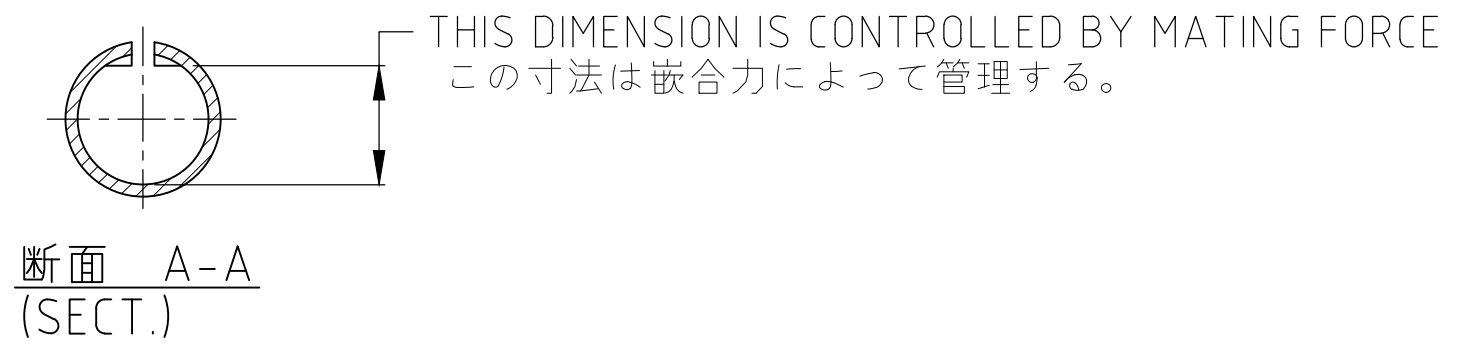 THIS DIMENSION IS CONTROLLED BY MATING FORCE
この寸法は嵌合力によって管理する。
断面 A-A
(SECT.)